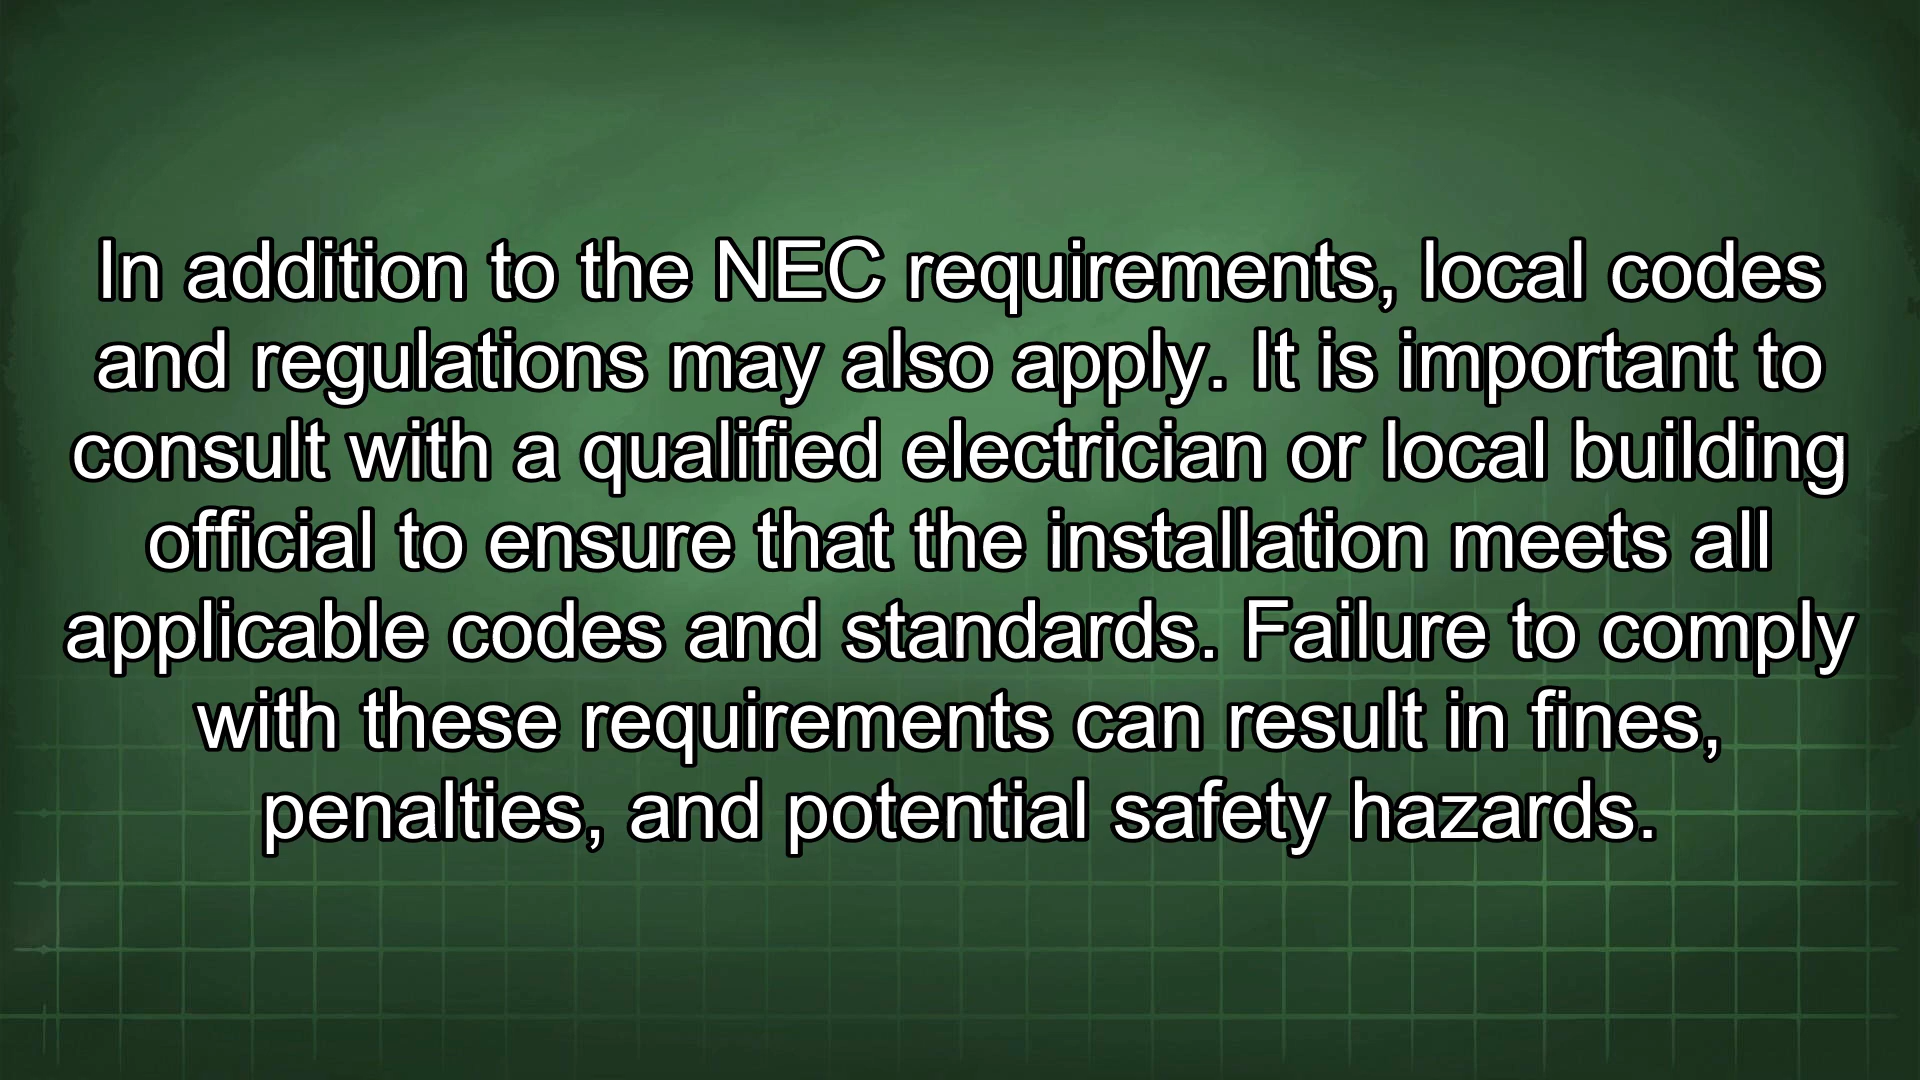 In addition to the NEC requirements, local codes
and regulations may also apply. It is important to
consult with a qualified electrician or local building
official to ensure that the installation meets all
applicable codes and standards. Failure to comply
with these requirements can result in fines,
penalties, and potential safety hazards.